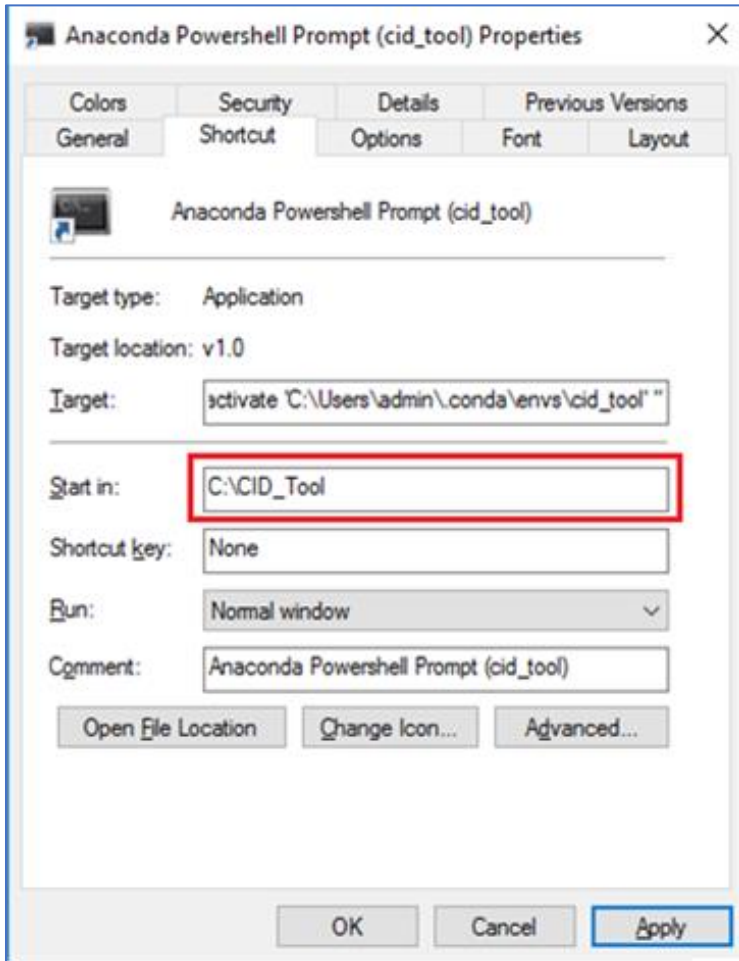 Anaconda Powershell Prompt (cid_tool) Properties
Colors Security Details Previous Versions
General Shortcut Options Font Layout
Anaconda Powershell Prompt (cid_tool)
Target type: Application
Target location: v1.0
Target: activate 'C:\Users\admin\.conda\envs\cid_tool' "
Start in: C:\CID_Tool
Shortcut key: None
Run: Normal window
Comment: Anaconda Powershell Prompt (cid_tool)
Open File Location Change Icon... Advanced...
OK Cancel Apply